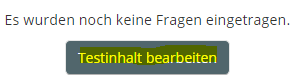 Es wurden noch keine Fragen eingetragen.
Testinhalt bearbeiten